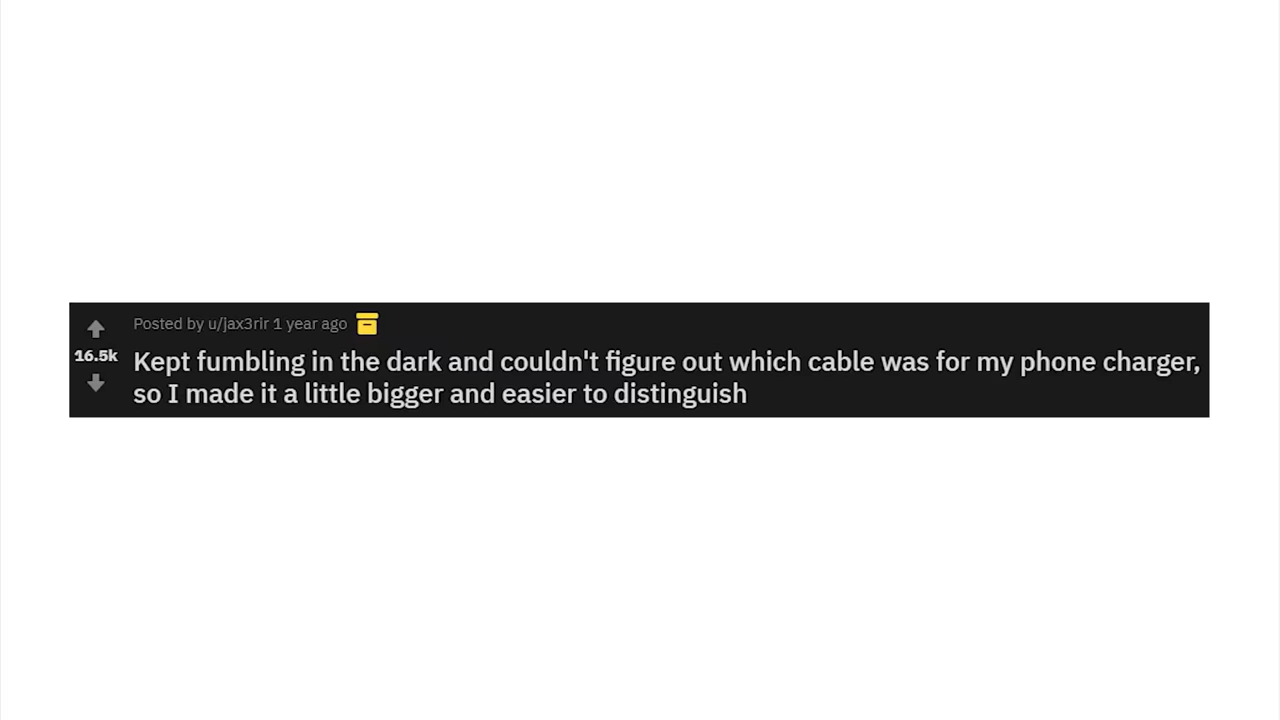 Posted by u/jax3rir 1 year ago
16.5k
Kept fumbling in the dark and couldn't figure out which cable was for my phone charger,
so I made it a little bigger and easier to distinguish